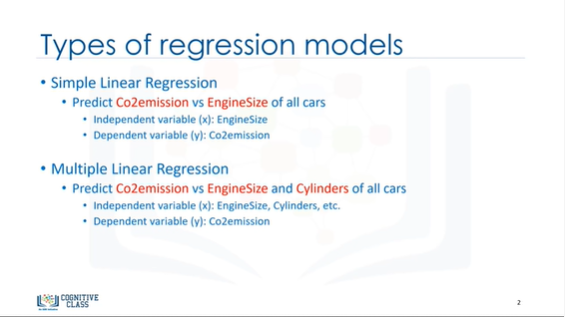 Types of regression models
• Simple Linear Regression
• Predict Co2emission vs EngineSize of all cars
• Independent variable (x): EngineSize
• Dependent variable (y): Co2emission
• Multiple Linear Regression
• Predict Co2emission vs EngineSize and Cylinders of all cars
• Independent variable (x): EngineSize, Cylinders, etc.
• Dependent variable (y): Co2emission
COGNITIVE
CLASS
2